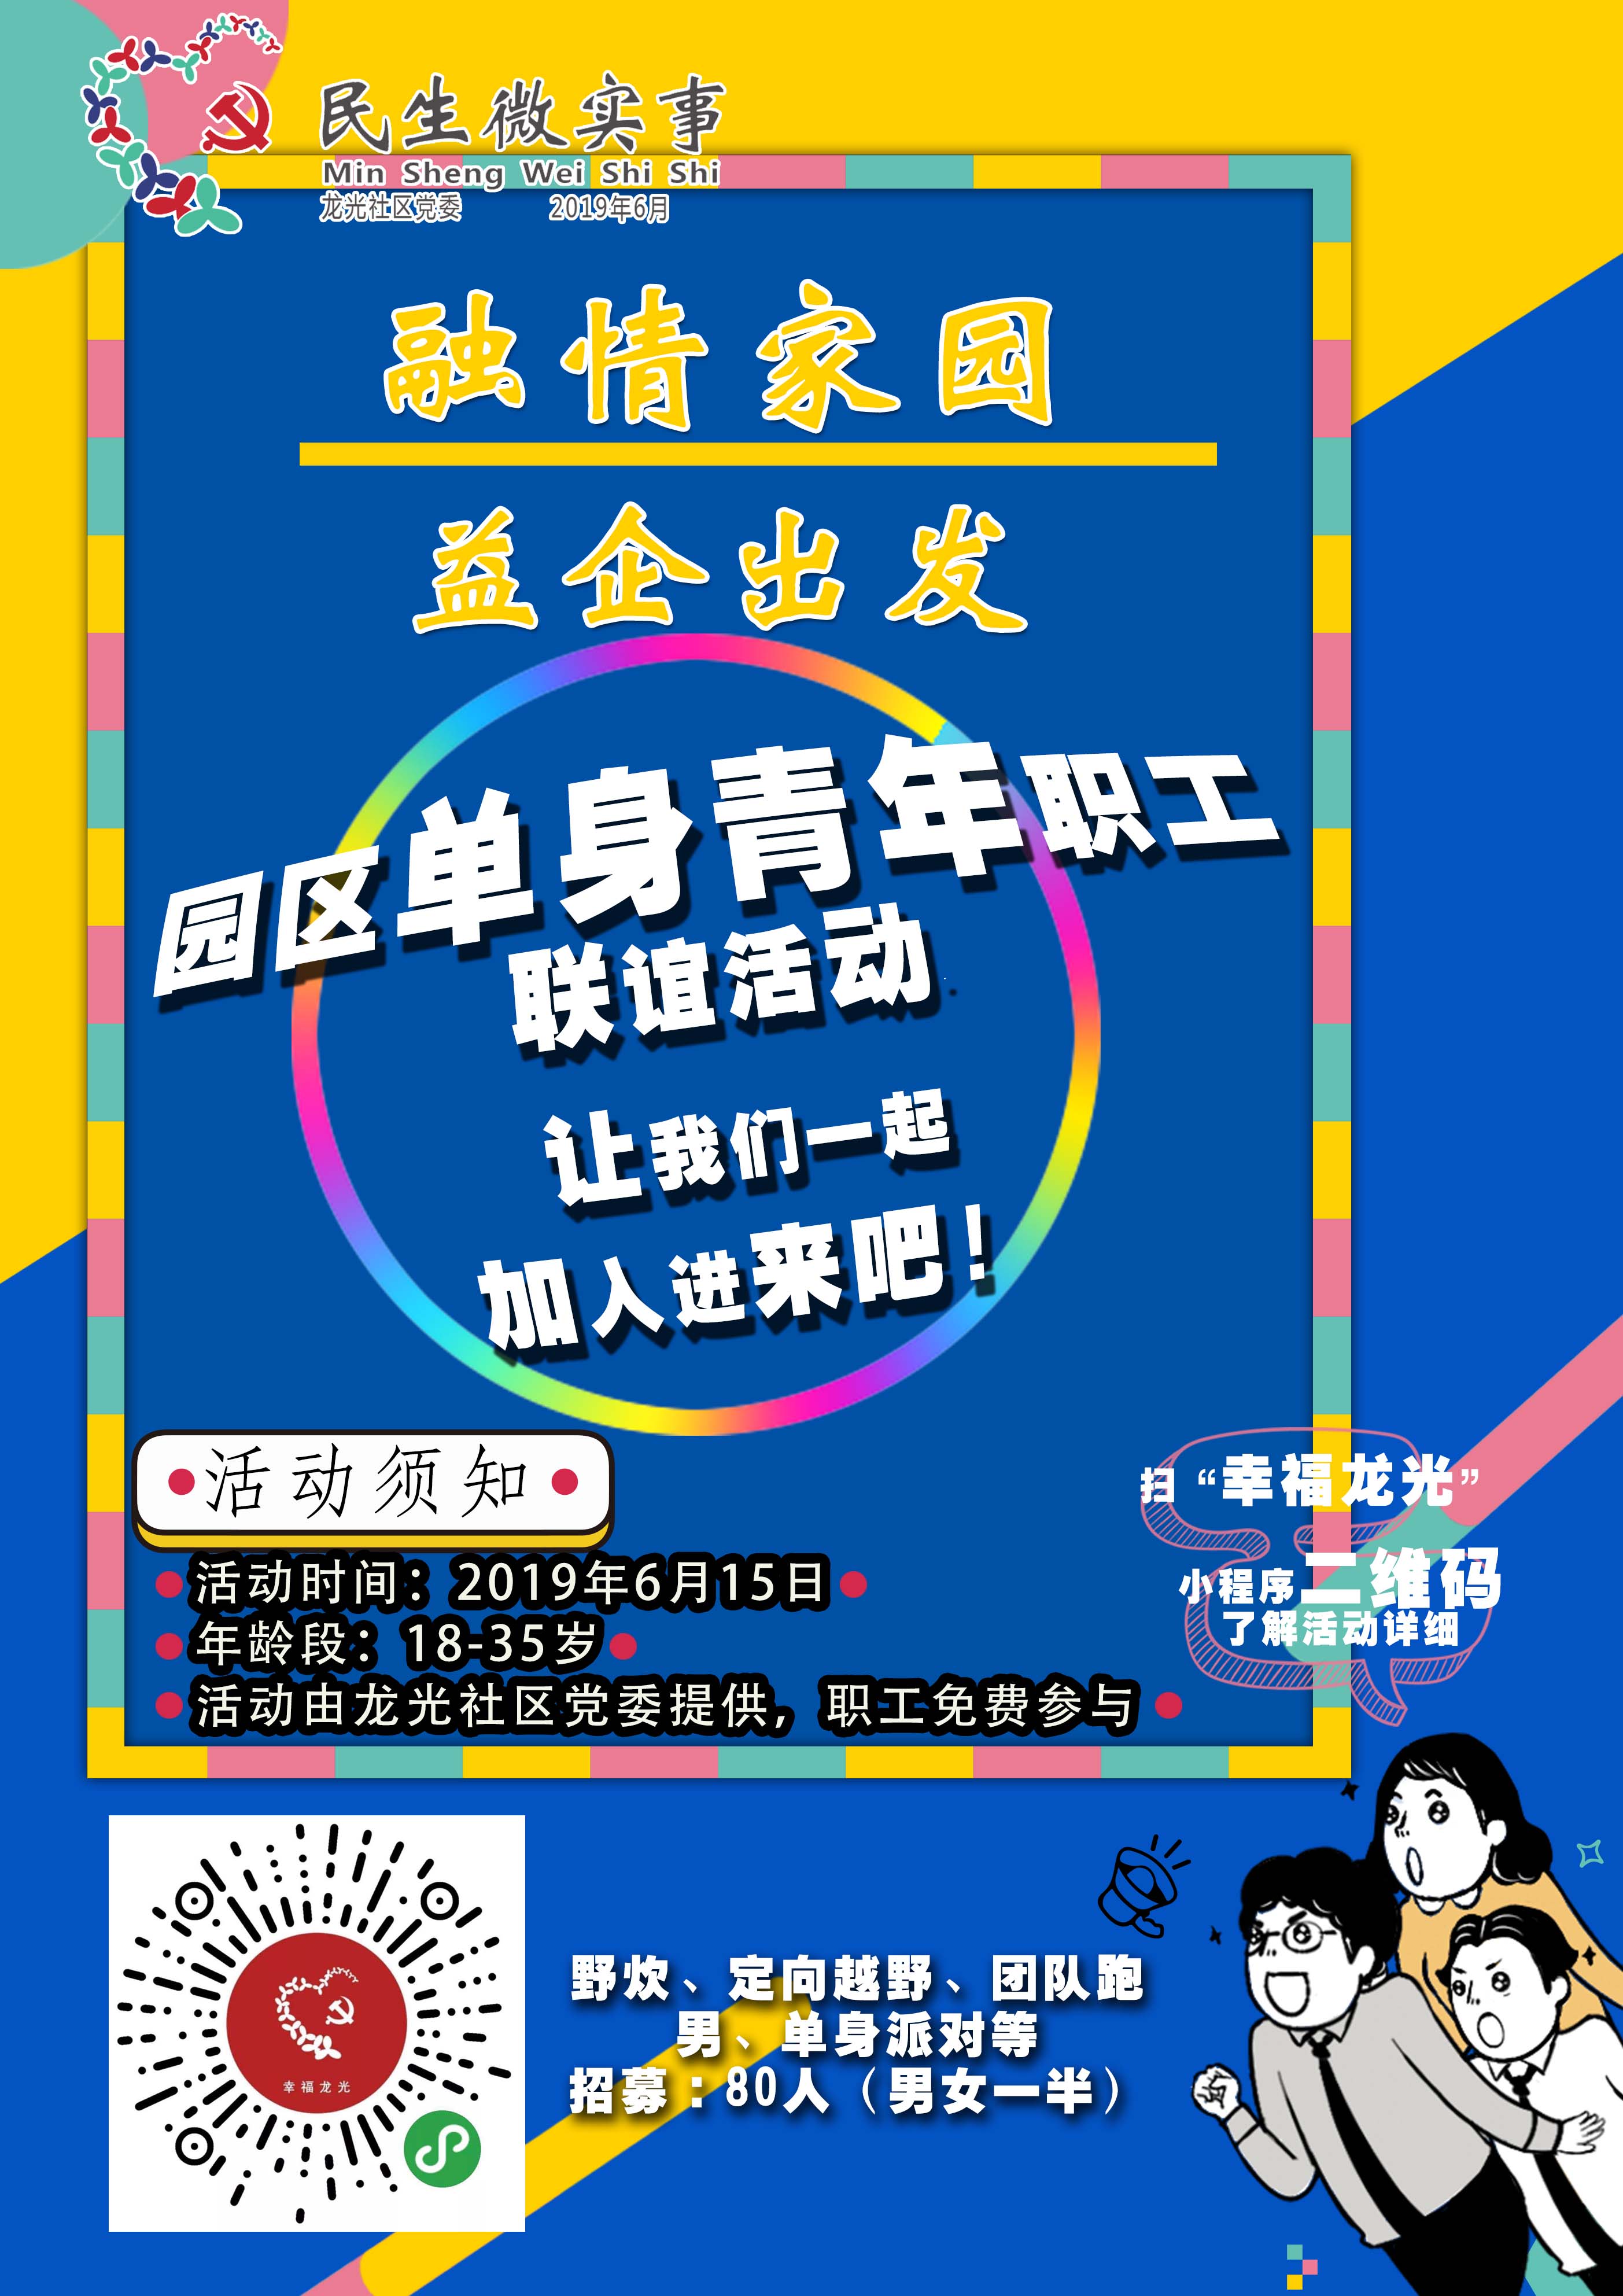 民生微实事
Min Sheng Wei Shi Shi
龙光社区党委 2019年6月
融情家园
益企出发
园区单身青年职工
联谊活动
让我们一起
加入进来吧！
活动须知
活动时间：2019年6月15日
年龄段：18-35岁
活动由龙光社区党委提供，职工免费参与
扫“幸福龙光”
小程序二维码
了解活动详细
幸福龙光
野炊、定向越野、团队跑
男、单身派对等
招募：80人（男女一半）